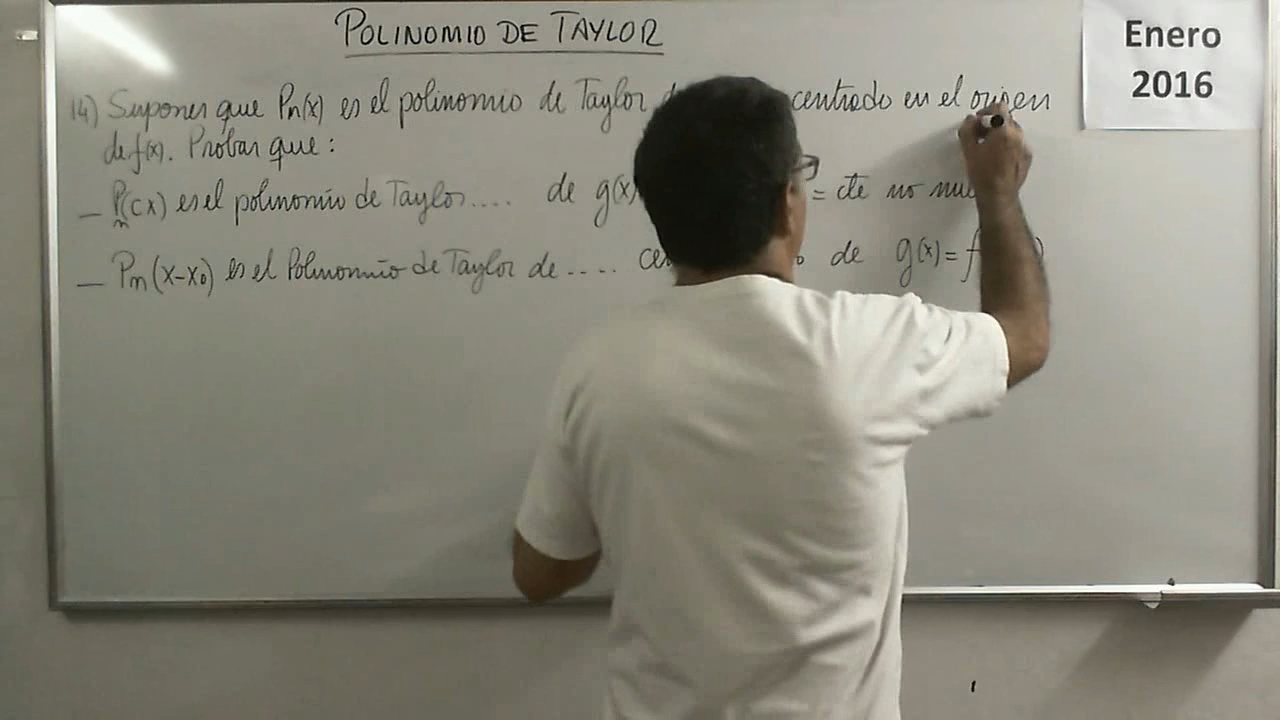 POLINOMIO DE TAYLOR
Enero
2016
14) Suponer que Pn(x) es el polinomio de Taylor centrado en el origen
de f(x). Probar que:
– Pn(cx) es el polinomio de Taylor.... de g(x) = cte no
– Pn(x-x0) es el Polinomio de Taylor de .... de g(x) = f